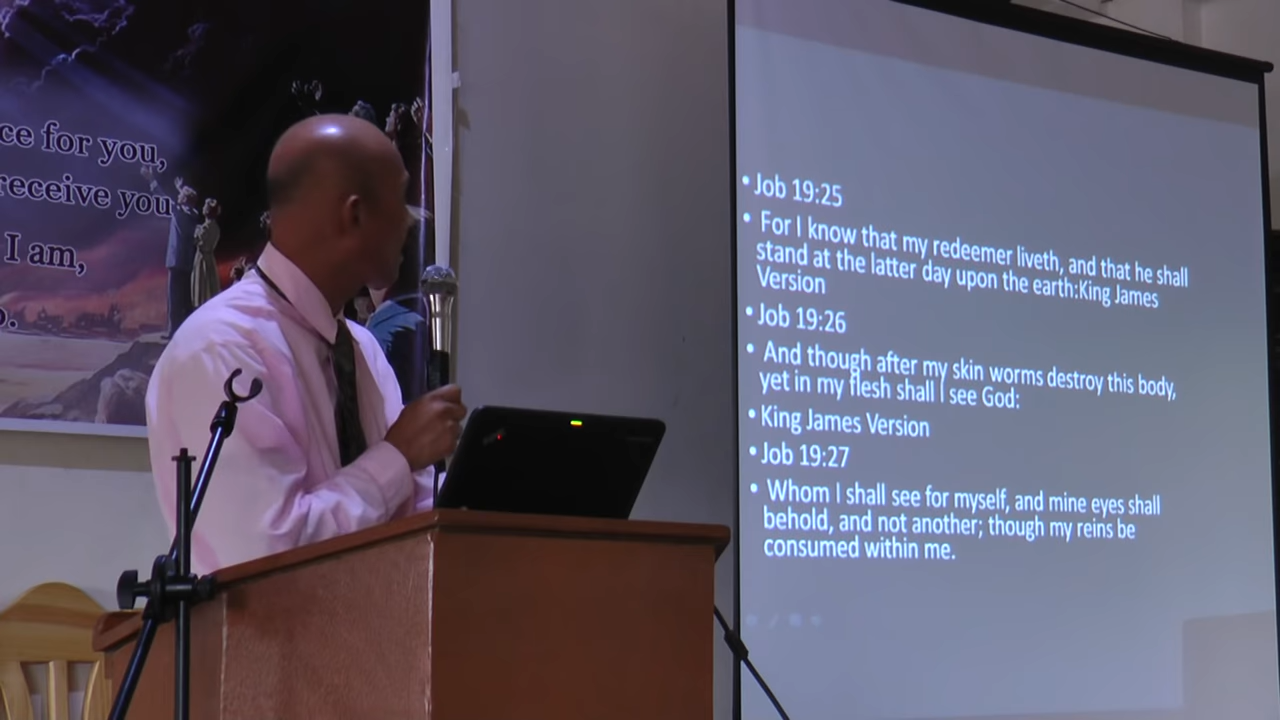 ce for you,
receive you
I am,
o.
• Job 19:25
• For I know that my redeemer liveth, and that he shall
stand at the latter day upon the earth:King James
Version
• Job 19:26
• And though after my skin worms destroy this body,
yet in my flesh shall I see God:
• King James Version
• Job 19:27
• Whom I shall see for myself, and mine eyes shall
behold, and not another; though my reins be
consumed within me.